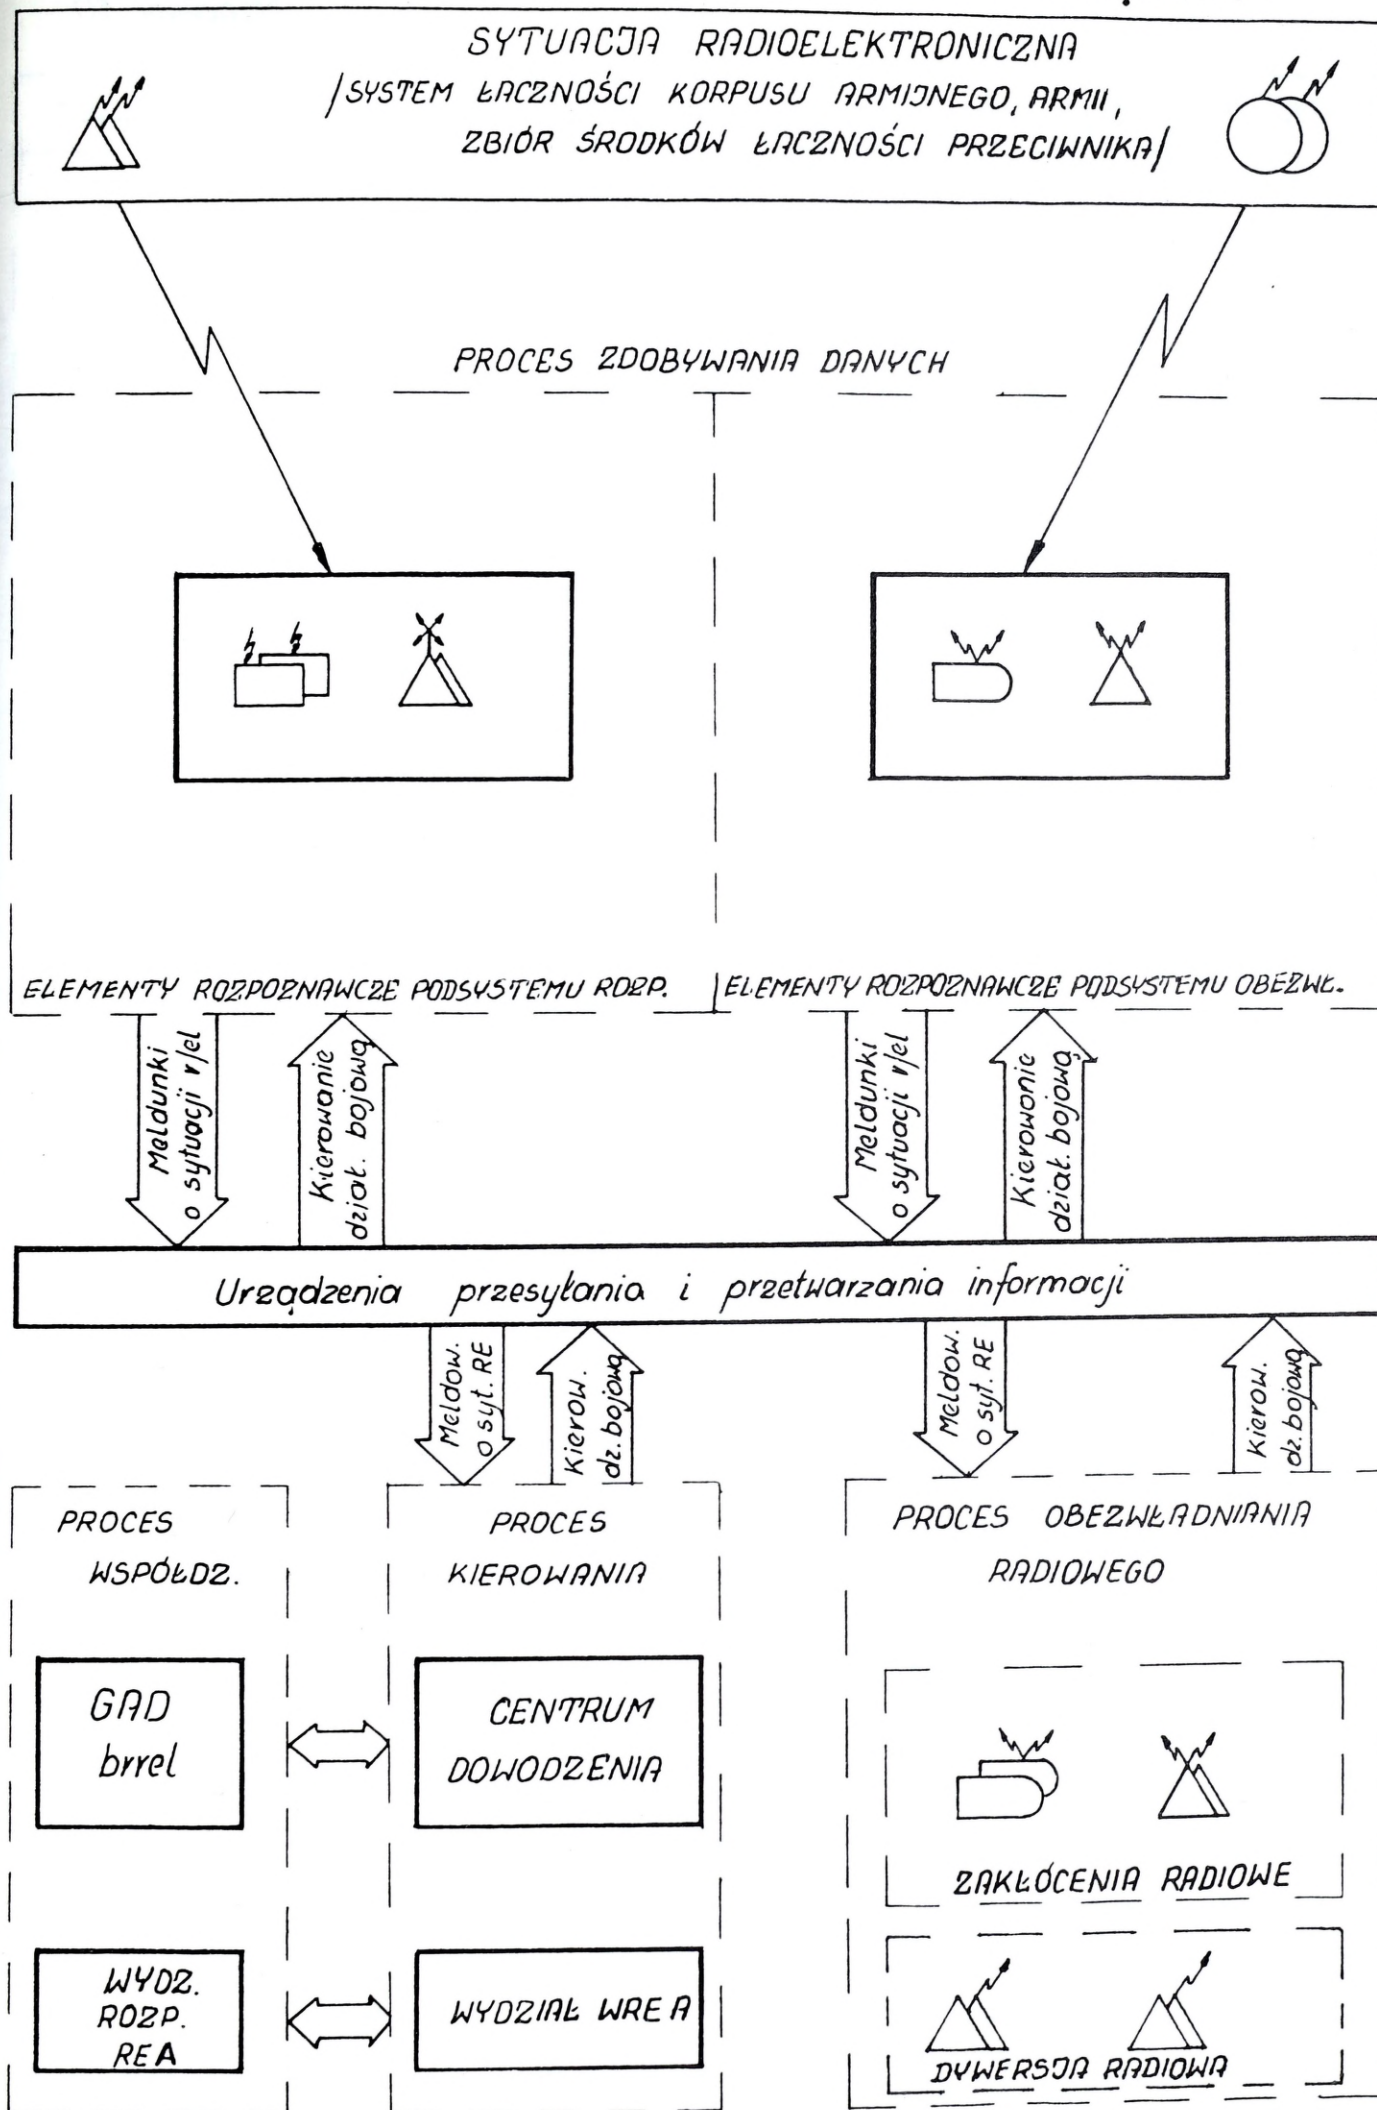 SYTUACJA RADIOELEKTRONICZNA
/SYSTEM ŁĄCZNOŚCI KORPUSU ARMIJNEGO, ARMII,
ZBIÓR ŚRODKÓW ŁĄCZNOŚCI PRZECIWNIKA/
PROCES ZDOBYWANIA DANYCH
ELEMENTY ROZPOZNAWCZE PODSYSTEMU ROZP.
ELEMENTY ROZPOZNAWCZE PODSYSTEMU OBEZWŁ.
Meldunki
o sytuacji r/el
Kierowanie
dział. bojową
Meldunki
o sytuacji r/el
Kierowanie
dział. bojową
Urządzenia przesyłania i przetwarzania informacji
Meldow.
o syt. RE
Kierow.
dz. bojową
Meldow.
o syt. RE
Kierow.
dz. bojową
PROCES
WSPÓŁDZ.
PROCES
KIEROWANIA
PROCES OBEZWŁADNIANIA
RADIOWEGO
GAD
brrel
CENTRUM
DOWODZENIA
ZAKŁÓCENIA RADIOWE
WYDZ.
ROZP.
REA
WYDZIAŁ WRE A
DYWERSJA RADIOWA